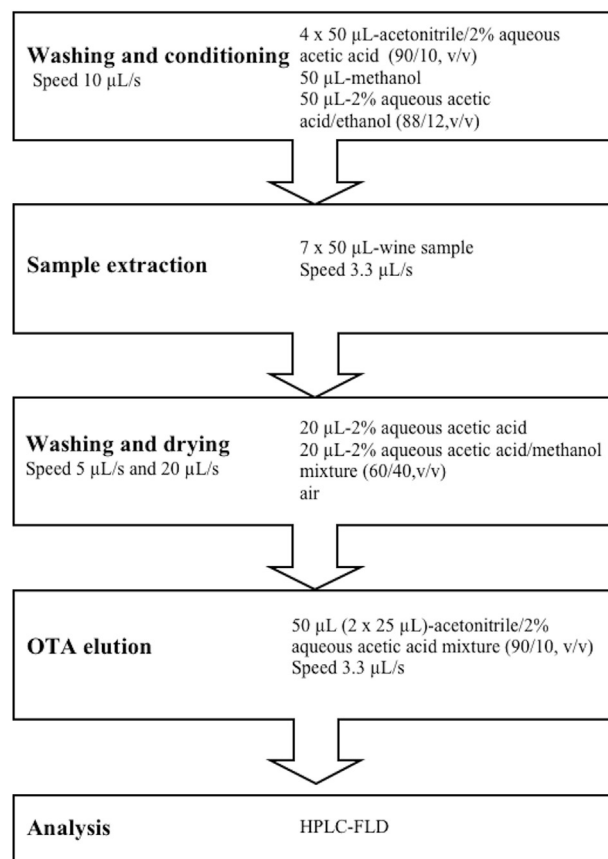 Washing and conditioning
Speed 10 µL/s
4 x 50 µL-acetonitrile/2% aqueous
acetic acid (90/10, v/v)
50 µL-methanol
50 µL-2% aqueous acetic
acid/ethanol (88/12,v/v)
Sample extraction
7 x 50 µL-wine sample
Speed 3.3 µL/s
Washing and drying
Speed 5 µL/s and 20 µL/s
20 µL-2% aqueous acetic acid
20 µL-2% aqueous acetic acid/methanol
mixture (60/40,v/v)
air
OTA elution
50 µL (2 x 25 µL)-acetonitrile/2%
aqueous acetic acid mixture (90/10, v/v)
Speed 3.3 µL/s
Analysis
HPLC-FLD